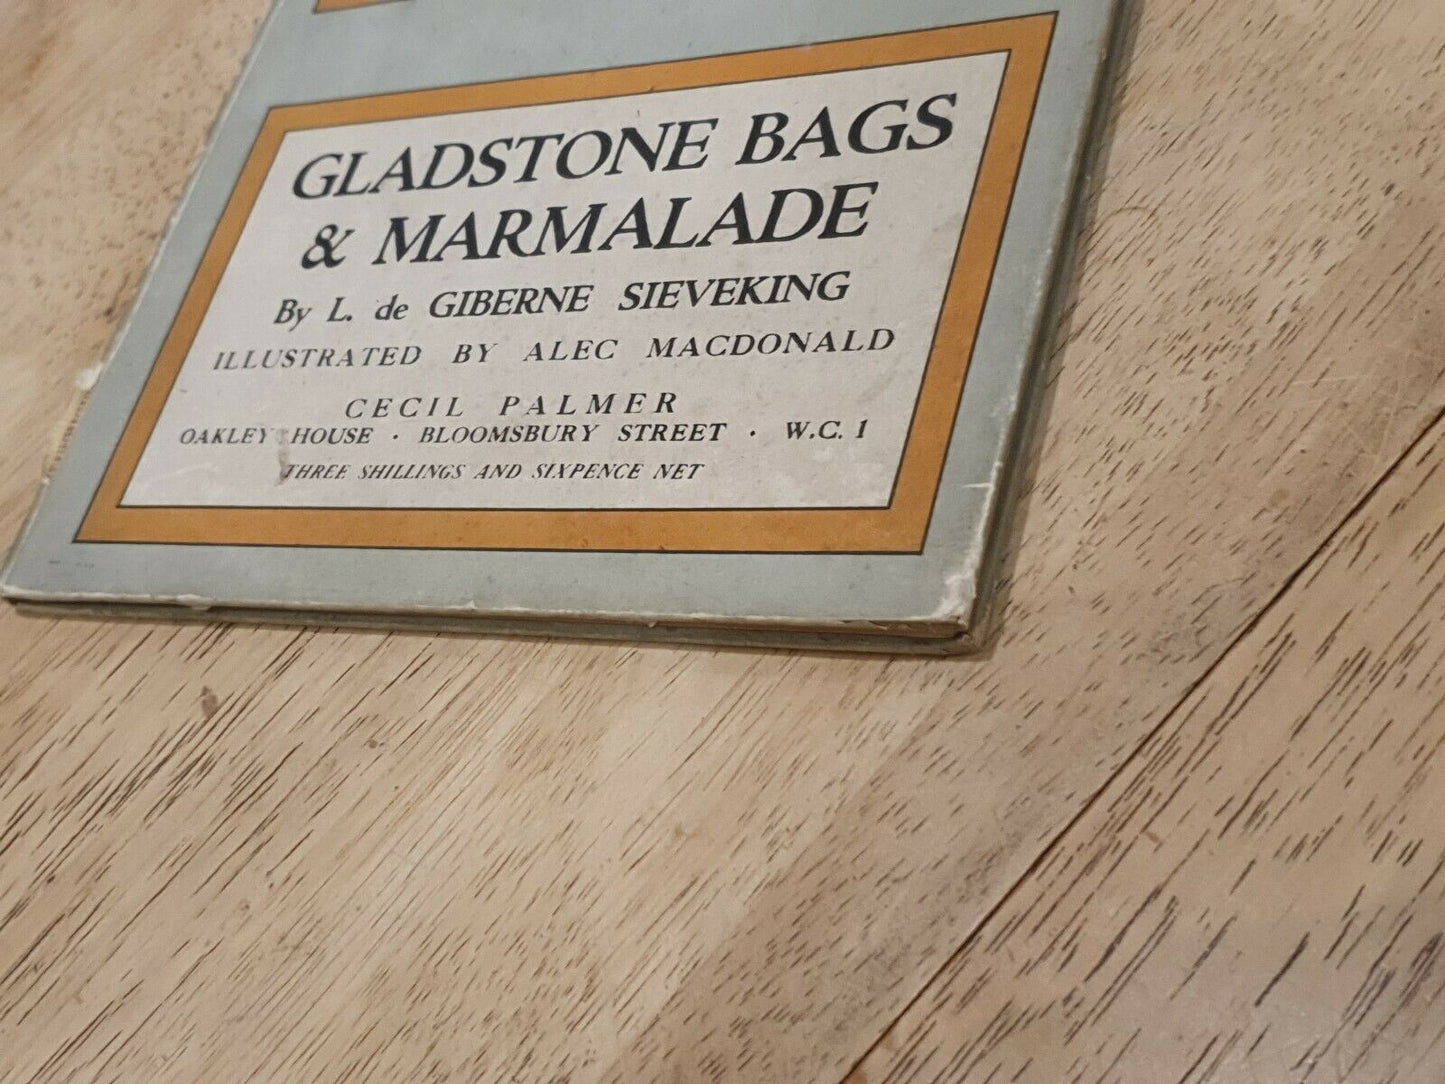 GLADSTONE BAGS
& MARMALADE
By L. de GIBERNE SIEVEKING
ILLUSTRATED BY ALEC MACDONALD
CECIL PALMER
OAKLEY HOUSE · BLOOMSBURY STREET · W.C. 1
THREE SHILLINGS AND SIXPENCE NET